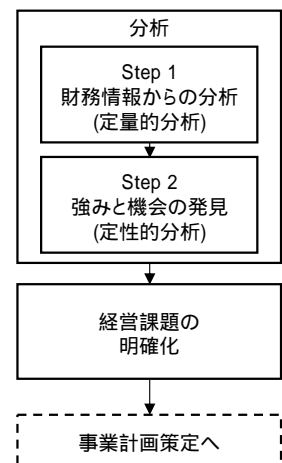 分析
Step 1
財務情報からの分析
(定量的分析)
Step 2
強みと機会の発見
(定性的分析)
経営課題の
明確化
事業計画策定へ